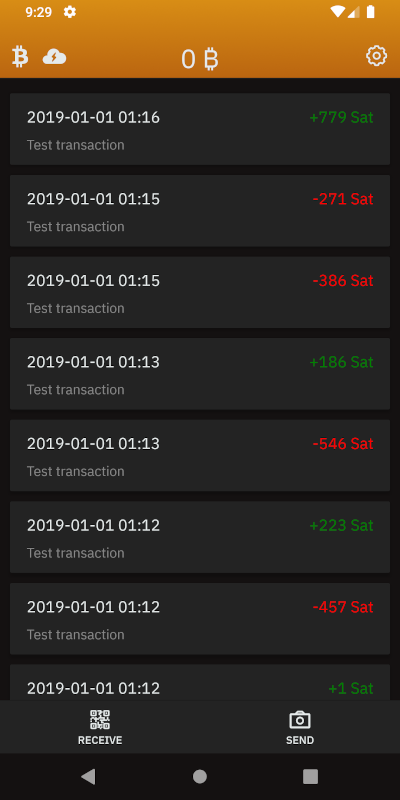 9:29
0 ₿
2019-01-01 01:16 +779 Sat
Test transaction
2019-01-01 01:15 -271 Sat
Test transaction
2019-01-01 01:15 -386 Sat
Test transaction
2019-01-01 01:13 +186 Sat
Test transaction
2019-01-01 01:13 -546 Sat
Test transaction
2019-01-01 01:12 +223 Sat
Test transaction
2019-01-01 01:12 -457 Sat
Test transaction
2019-01-01 01:12 +1 Sat
RECEIVE SEND